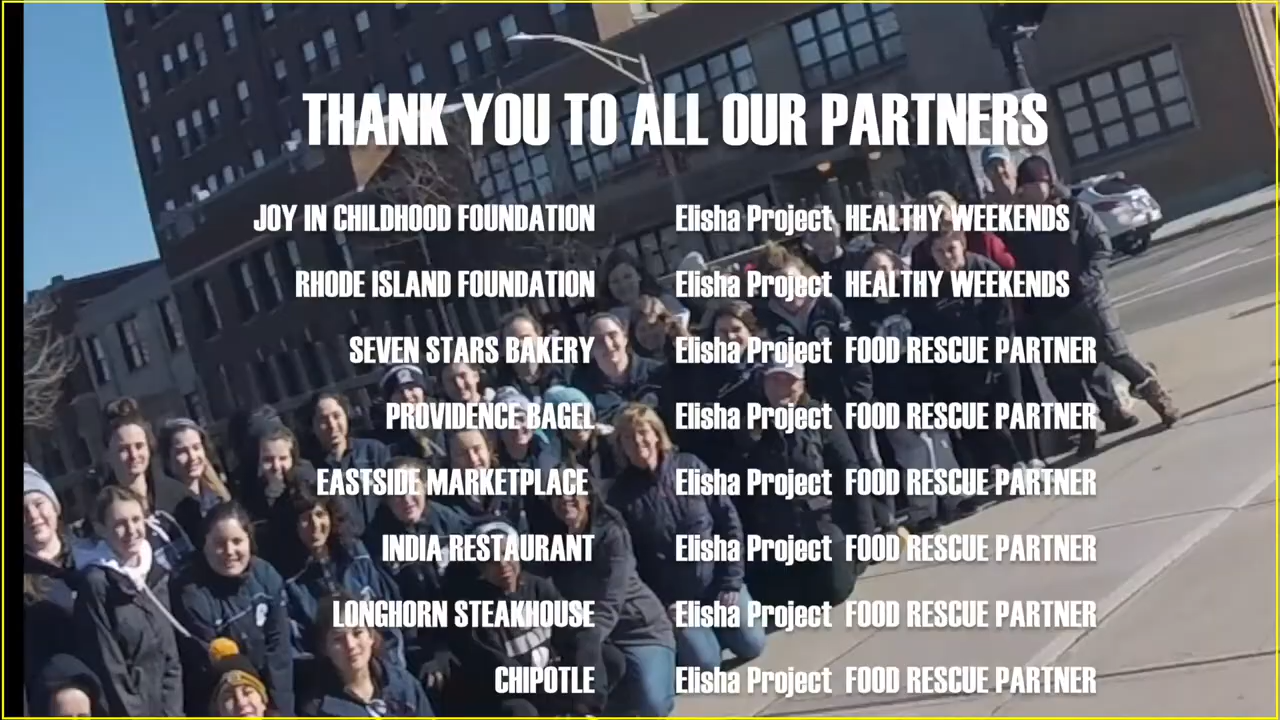 THANK YOU TO ALL OUR PARTNERS
JOY IN CHILDHOOD FOUNDATION Elisha Project HEALTHY WEEKENDS
RHODE ISLAND FOUNDATION Elisha Project HEALTHY WEEKENDS
SEVEN STARS BAKERY Elisha Project FOOD RESCUE PARTNER
PROVIDENCE BAGEL Elisha Project FOOD RESCUE PARTNER
EASTSIDE MARKETPLACE Elisha Project FOOD RESCUE PARTNER
INDIA RESTAURANT Elisha Project FOOD RESCUE PARTNER
LONGHORN STEAKHOUSE Elisha Project FOOD RESCUE PARTNER
CHIPOTLE Elisha Project FOOD RESCUE PARTNER